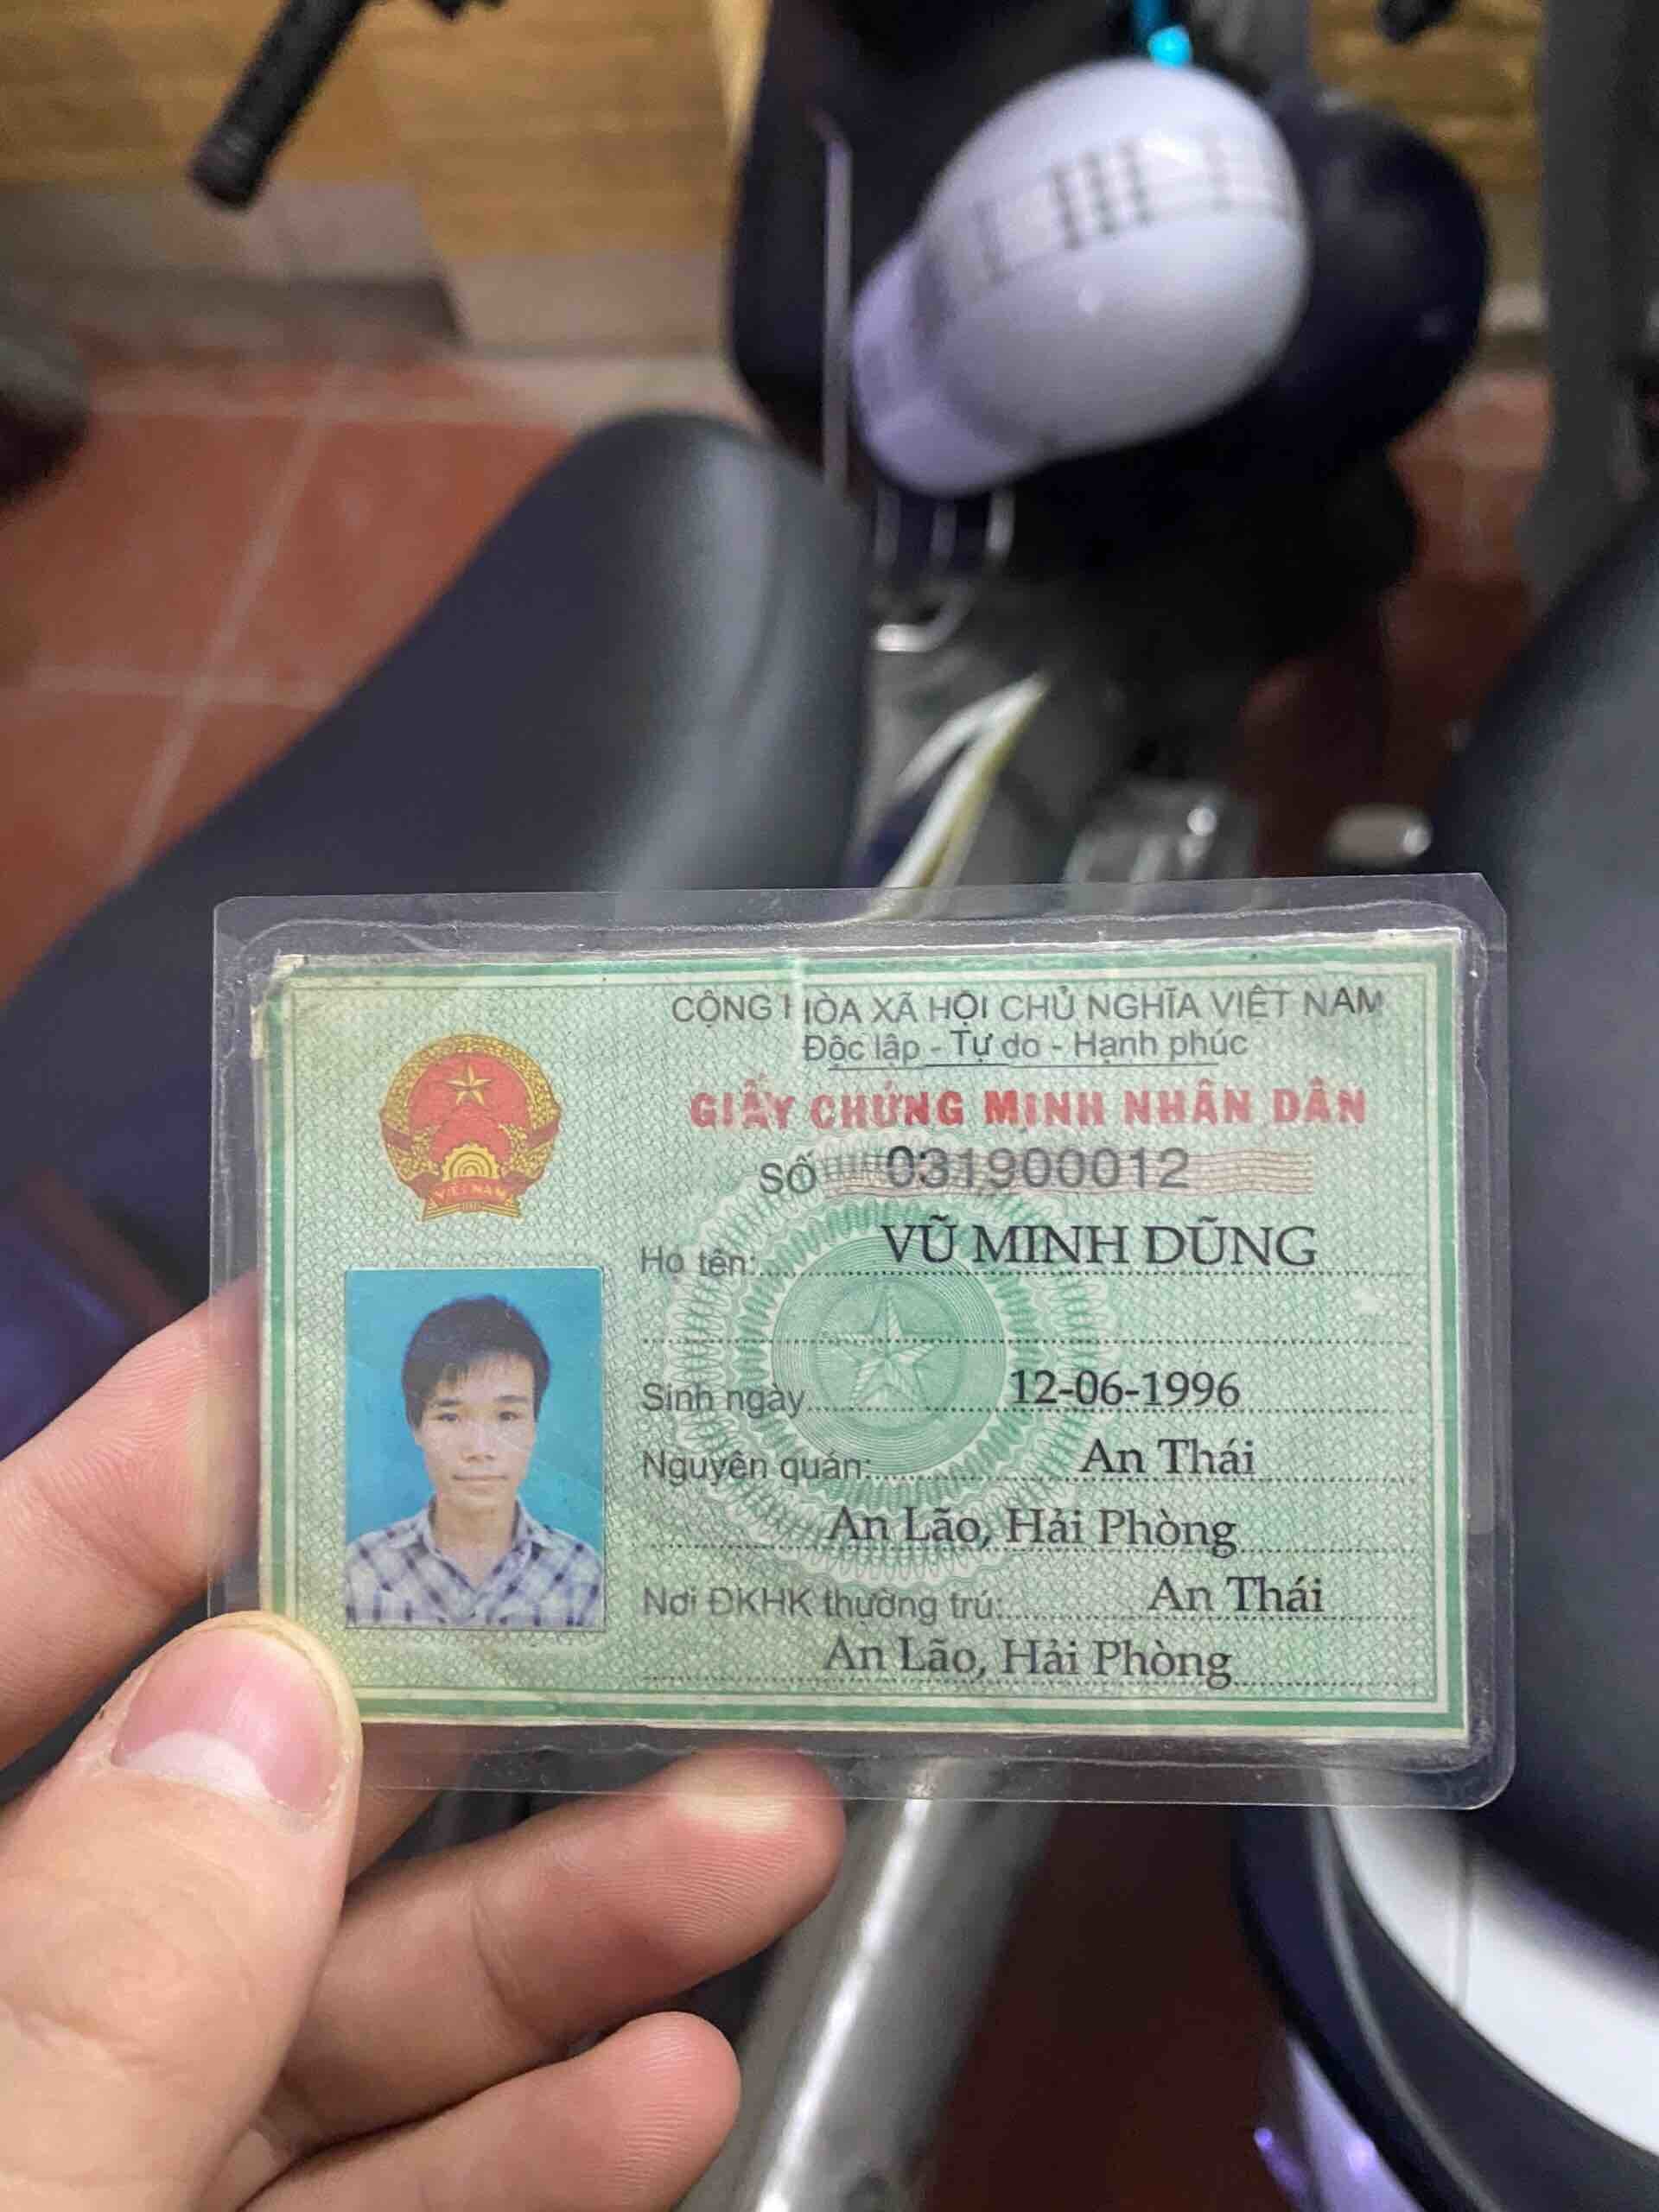 CỘNG HÒA XÃ HỘI CHỦ NGHĨA VIỆT NAM
Độc lập - Tự do - Hạnh phúc
GIẤY CHỨNG MINH NHÂN DÂN
SỐ 031900012
VIỆT NAM
Họ tên: VŨ MINH DŨNG
Sinh ngày 12-06-1996
Nguyên quán: An Thái
An Lão, Hải Phòng
Nơi ĐKHK thường trú: An Thái
An Lão, Hải Phòng